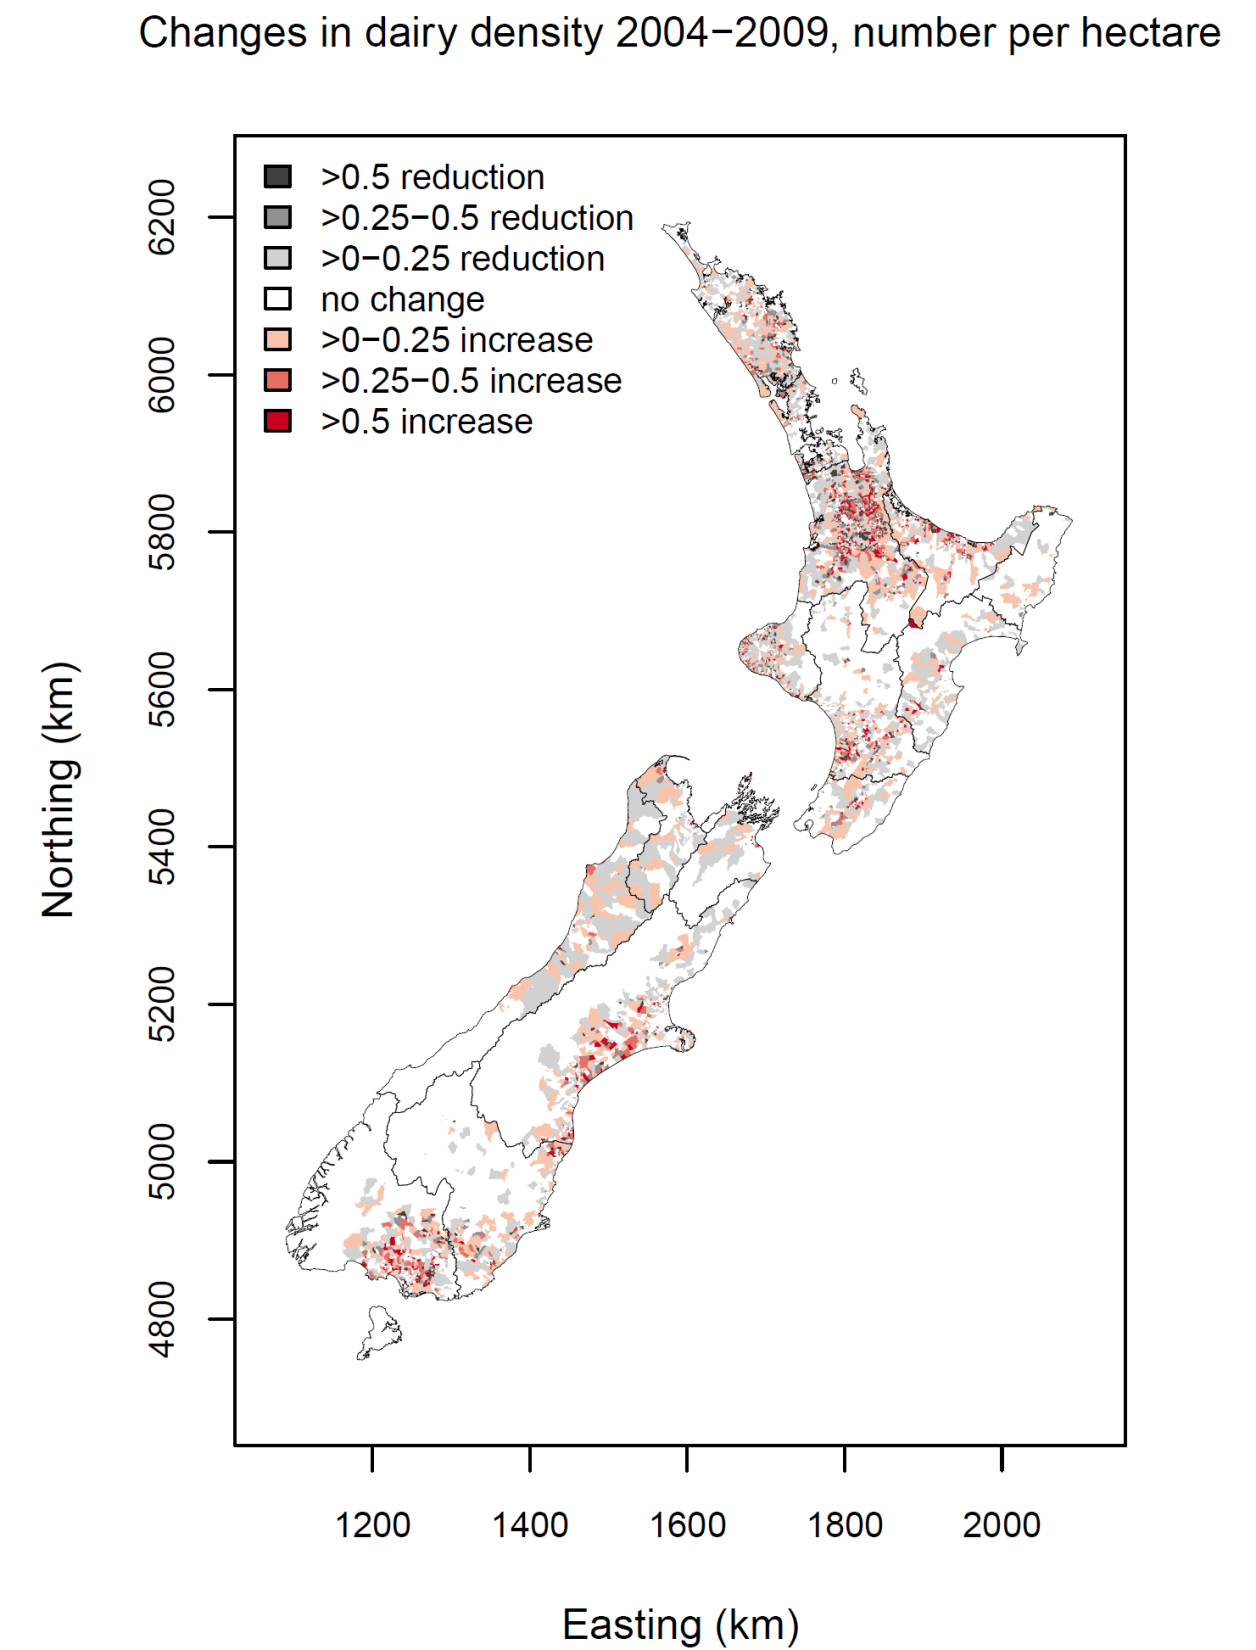 Changes in dairy density 2004−2009, number per hectare
>0.5 reduction
>0.25−0.5 reduction
>0−0.25 reduction
no change
>0−0.25 increase
>0.25−0.5 increase
>0.5 increase
Northing (km)
6200
6000
5800
5600
5400
5200
5000
4800
1200 1400 1600 1800 2000
Easting (km)